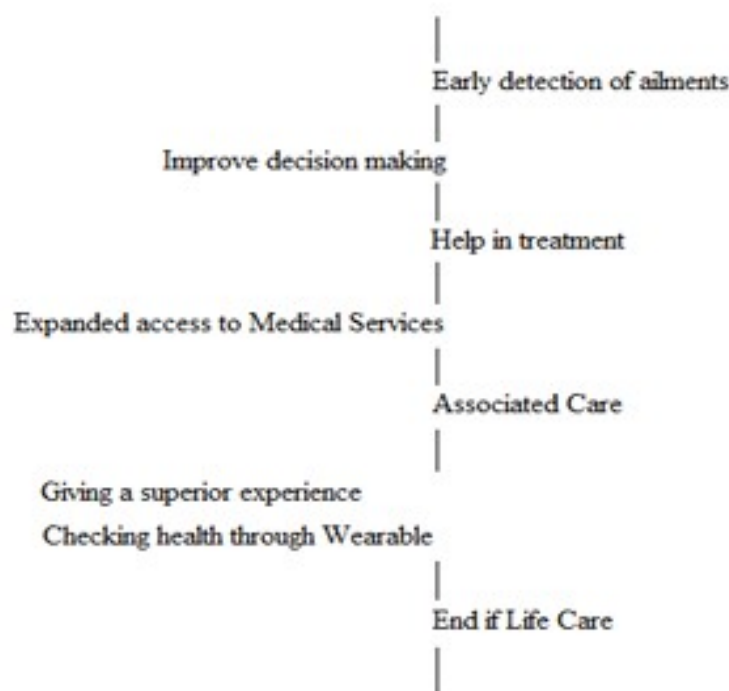 Early detection of ailments
Improve decision making
Help in treatment
Expanded access to Medical Services
Associated Care
Giving a superior experience
Checking health through Wearable
End if Life Care